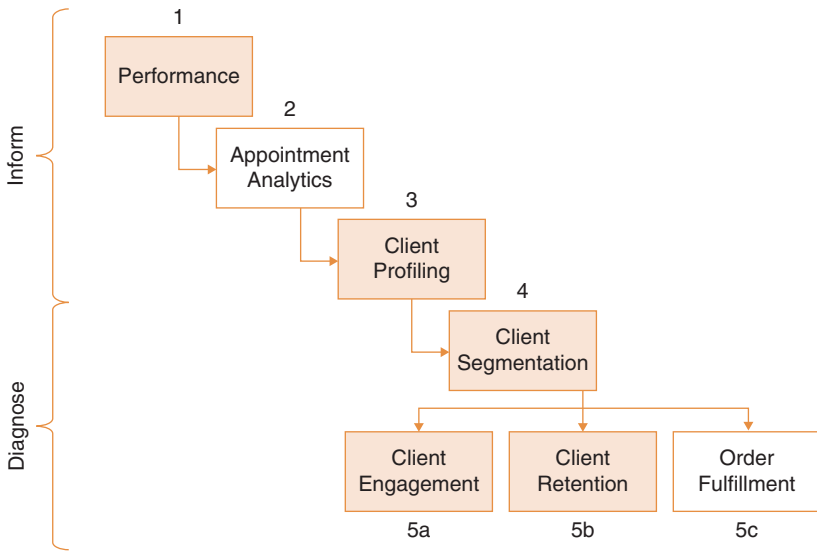 Inform
1
Performance
2
Appointment
Analytics
3
Client
Profiling
Diagnose
4
Client
Segmentation
Client
Engagement
5a
Client
Retention
5b
Order
Fulfillment
5c